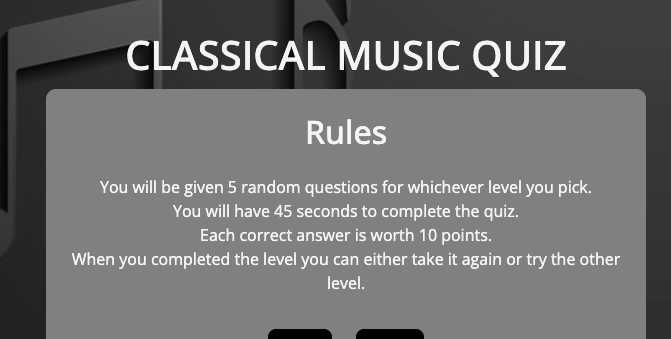 CLASSICAL MUSIC QUIZ
Rules
You will be given 5 random questions for whichever level you pick.
You will have 45 seconds to complete the quiz.
Each correct answer is worth 10 points.
When you completed the level you can either take it again or try the other
level.